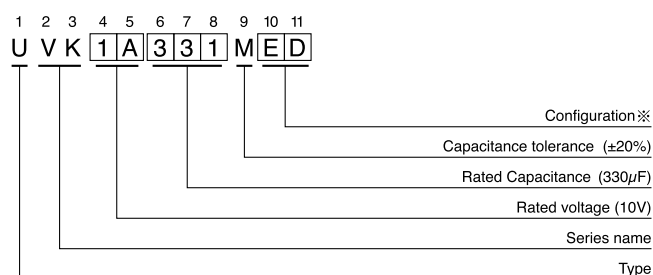 1 2 3 4 5 6 7 8 9 10 11
U V K 1 A 3 3 1 M E D
Configuration※
Capacitance tolerance (±20%)
Rated Capacitance (330µF)
Rated voltage (10V)
Series name
Type